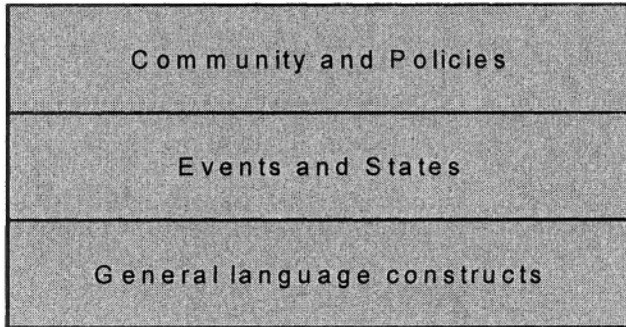 Community and Policies
Events and States
General language constructs